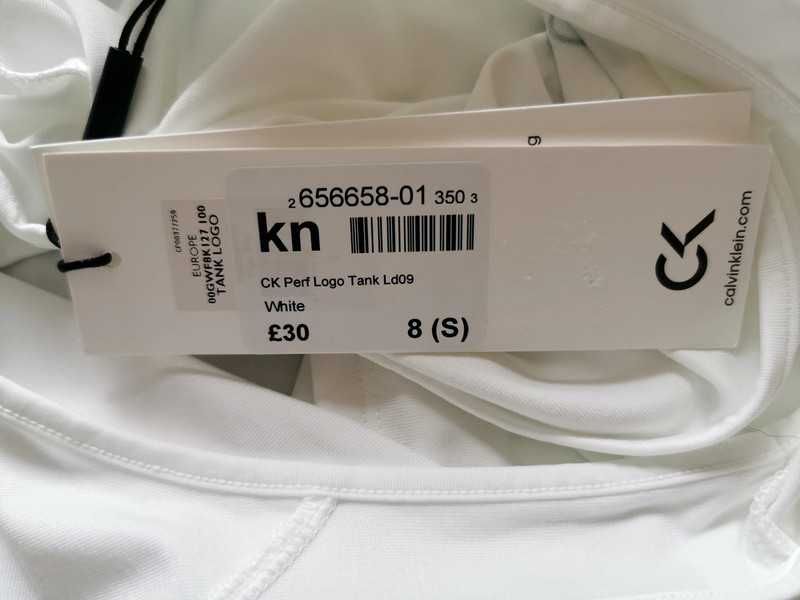 2 656658-01 350 3
kn
CK Perf Logo Tank Ld09
White
£30 8 (S)
EUROPE
00GWF8K127 100
TANK LOGO
CK
calvinklein.com
g